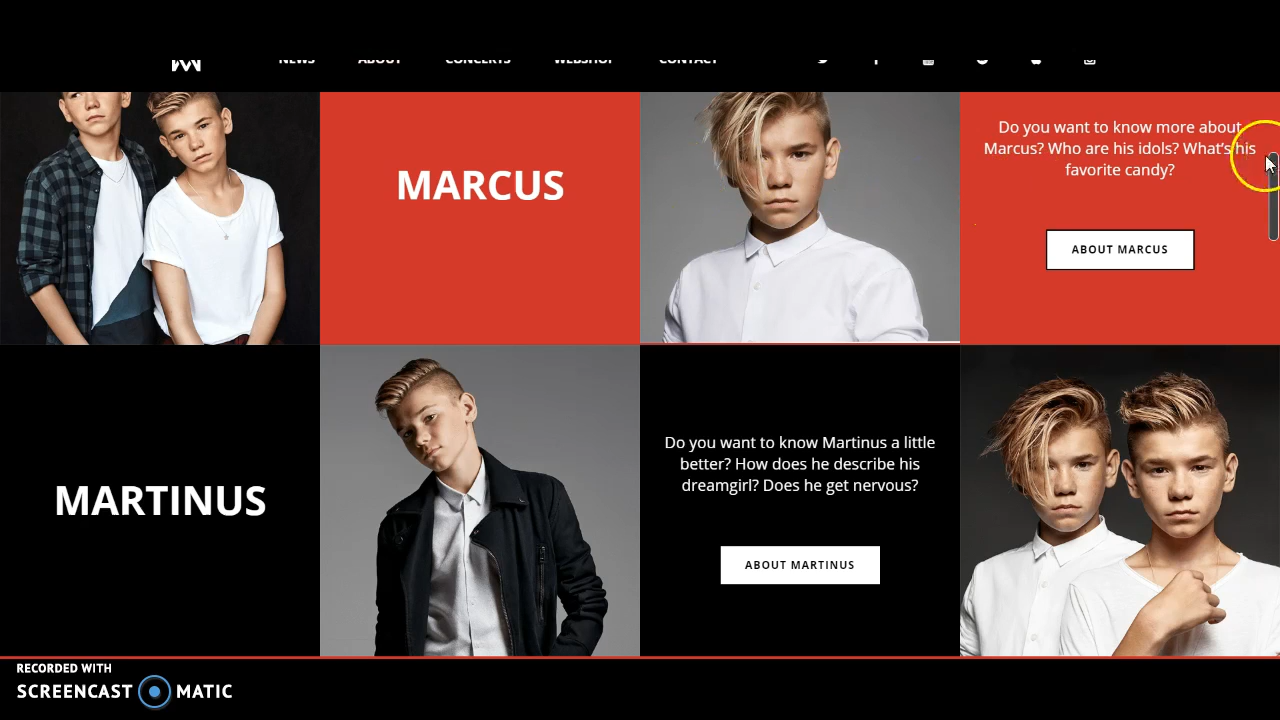 NEWS ABOUT CONCERTS WEBSHOP CONTACT
MARCUS
Do you want to know more about
Marcus? Who are his idols? What's his
favorite candy?
ABOUT MARCUS
MARTINUS
Do you want to know Martinus a little
better? How does he describe his
dreamgirl? Does he get nervous?
ABOUT MARTINUS
RECORDED WITH
SCREENCAST MATIC